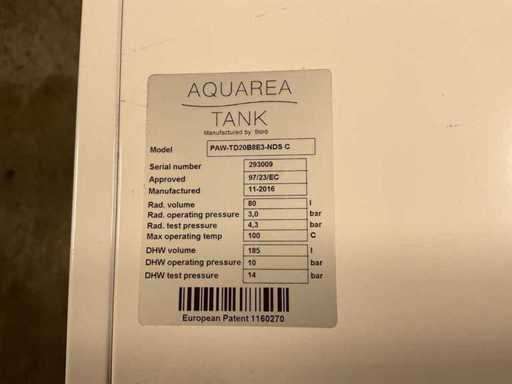 AQUAREA
TANK
Manufactured by Borö
Model PAW-TD20B8E3-NDS C
Serial number 293009
Approved 97/23/EC
Manufactured 11-2016
Rad. volume 80 l
Rad. operating pressure 3,0 bar
Rad. test pressure 4,3 bar
Max operating temp 100 C
DHW volume 185 l
DHW operating pressure 10 bar
DHW test pressure 14 bar
European Patent 1160270